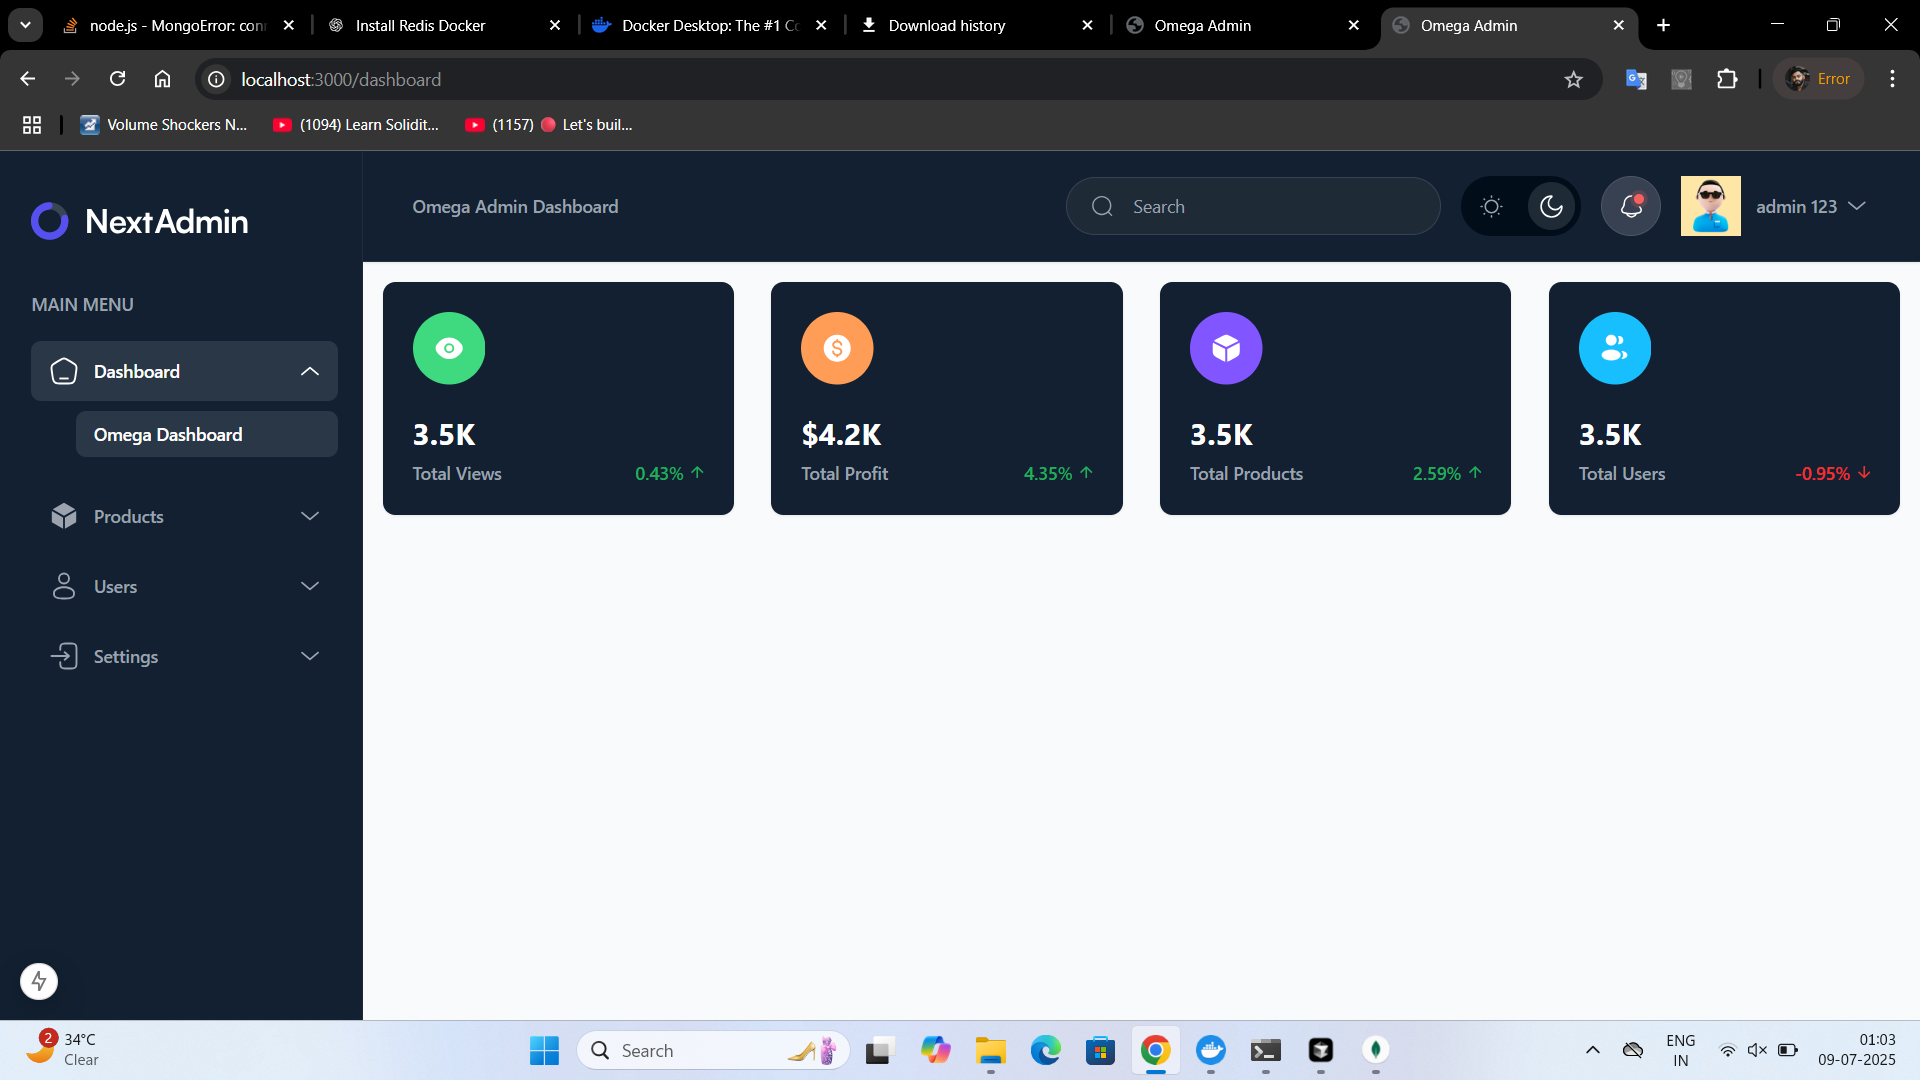 node.js - MongoError: con
Install Redis Docker
Docker Desktop: The #1 Co
Download history
Omega Admin
Omega Admin
localhost:3000/dashboard
Error
Volume Shockers N...
(1094) Learn Solidit...
(1157) 🔴 Let's buil...
NextAdmin
Omega Admin Dashboard
Search
admin 123
MAIN MENU
Dashboard
Omega Dashboard
Products
Users
Settings
3.5K
Total Views
0.43%
$4.2K
Total Profit
4.35%
3.5K
Total Products
2.59%
3.5K
Total Users
-0.95%
2
34°C
Clear
Search
ENG
IN
01:03
09-07-2025